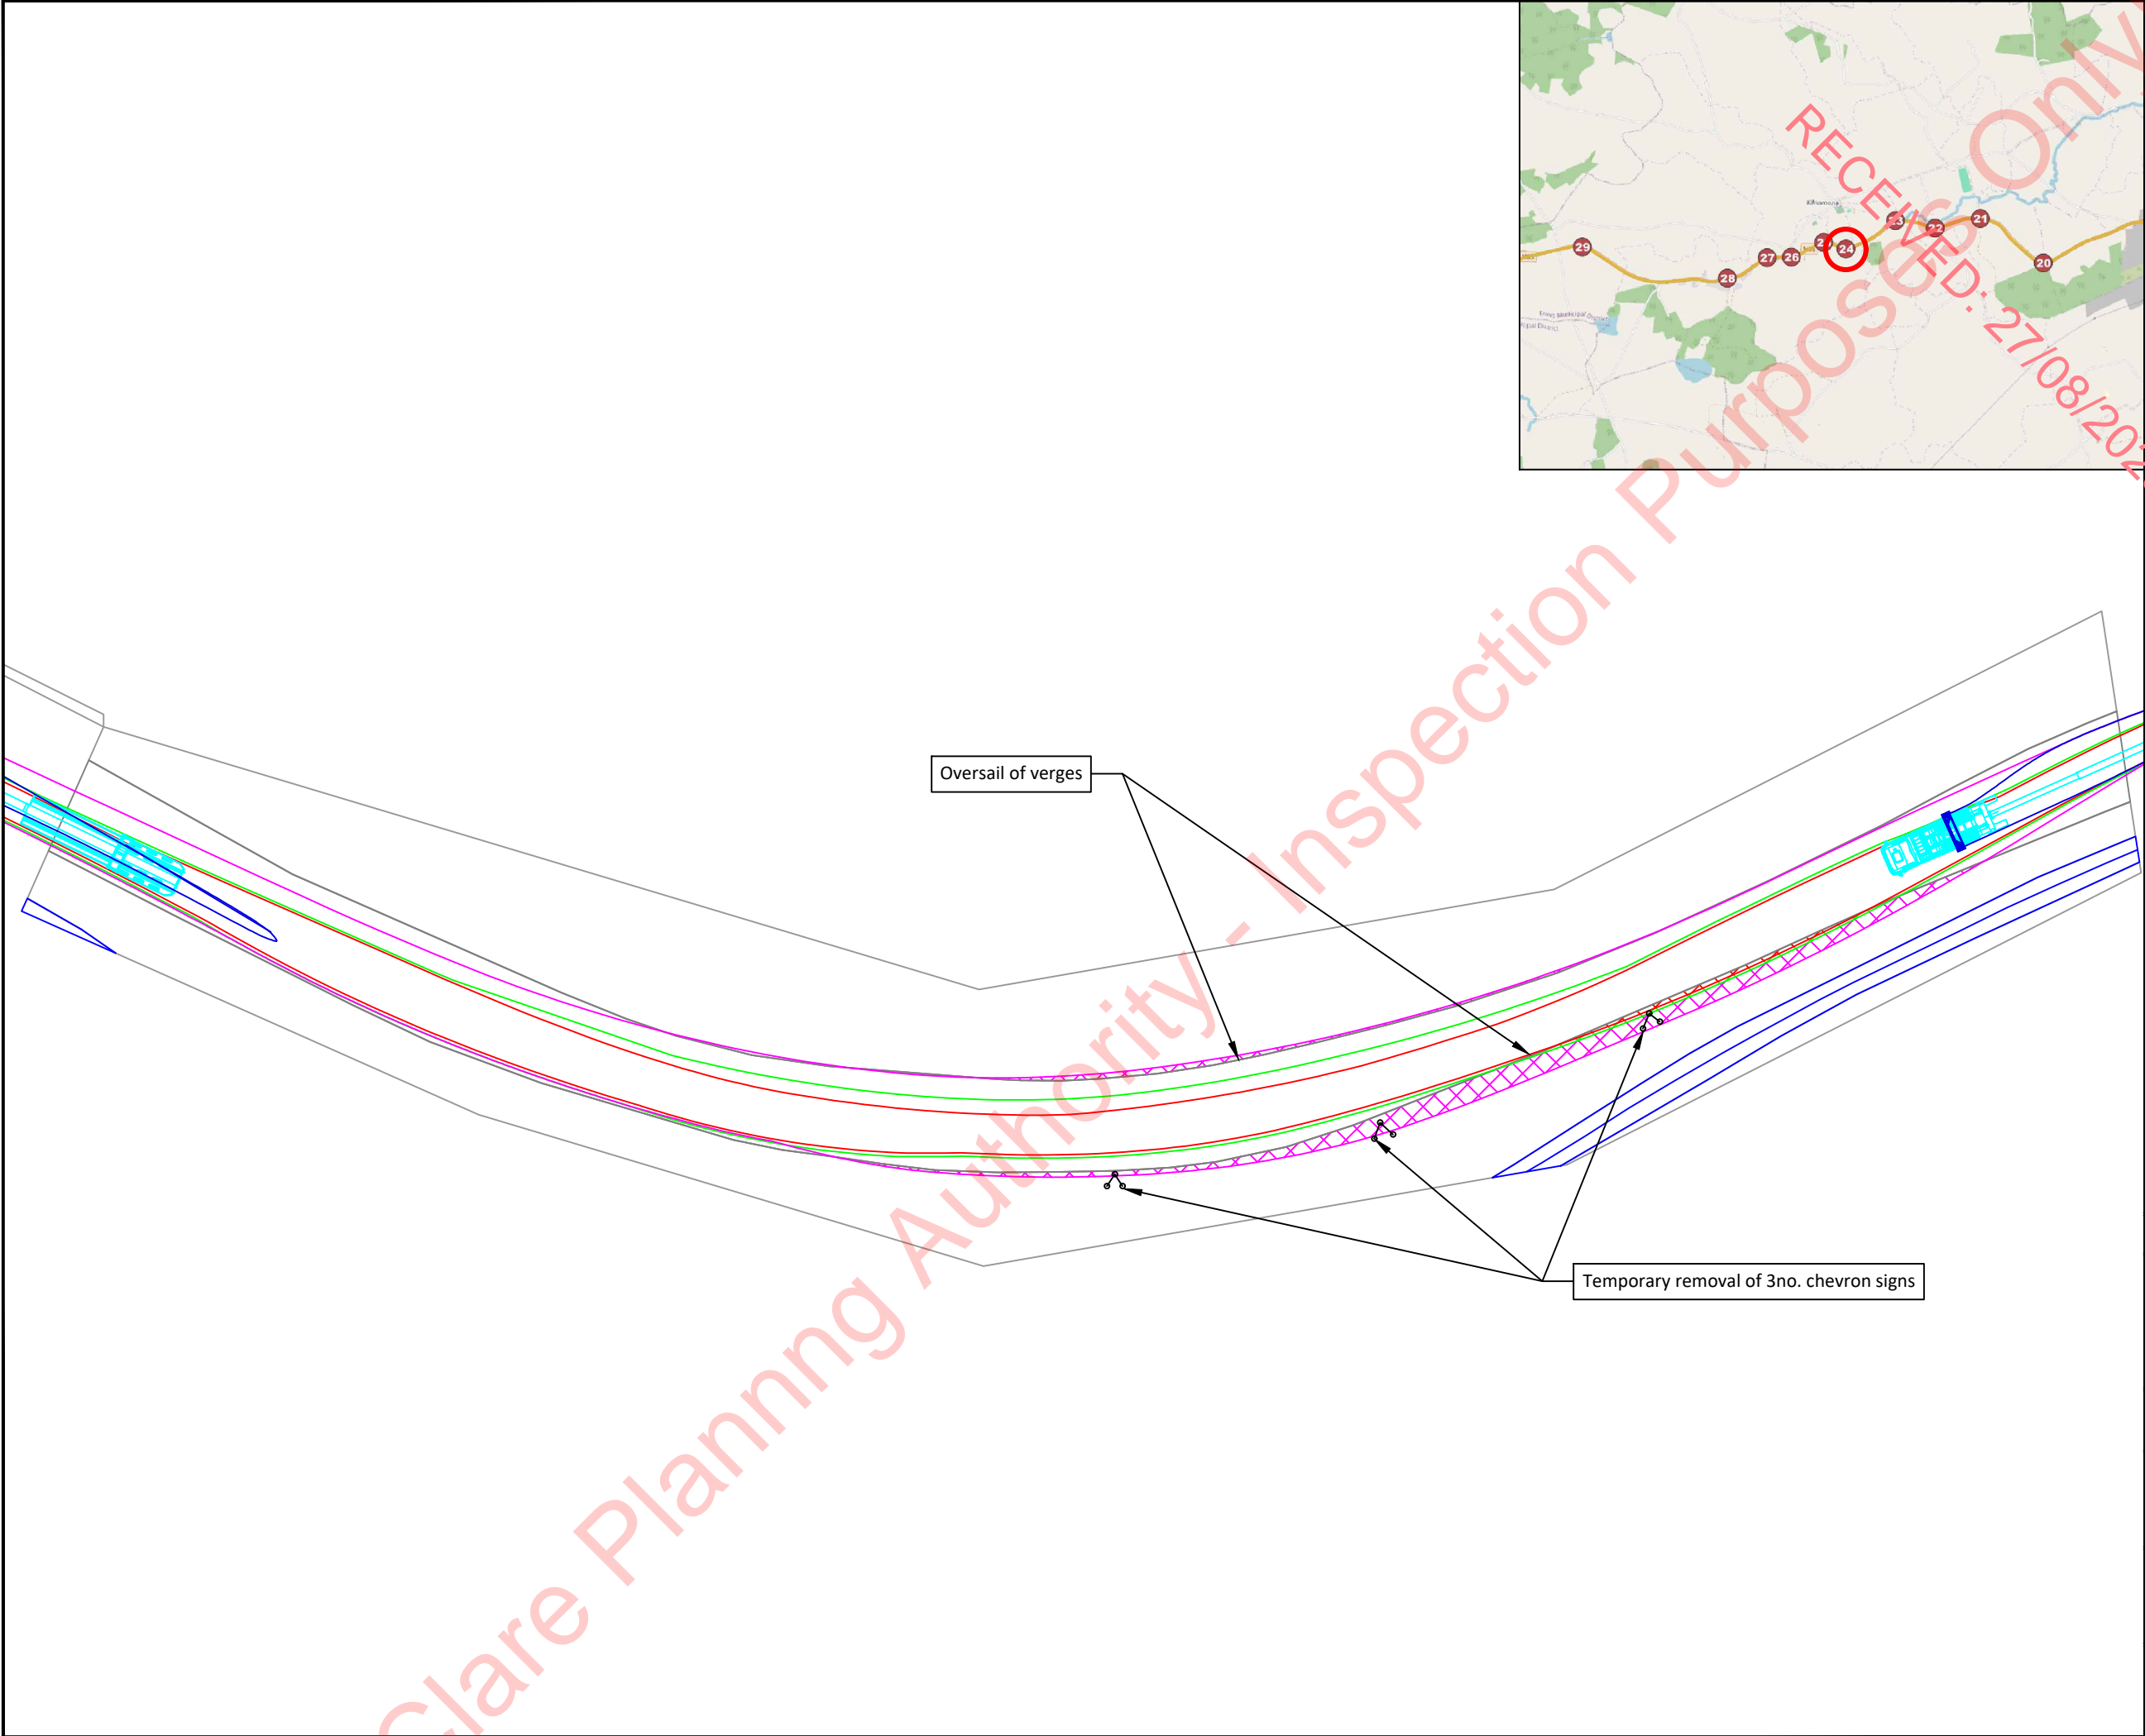 Oversail of verges
Temporary removal of 3no. chevron signs
Clare Planning Authority - Inspection Purposes Only
RECEIVED: 27/08/202
29
28
27
26
24
23
22
21
20